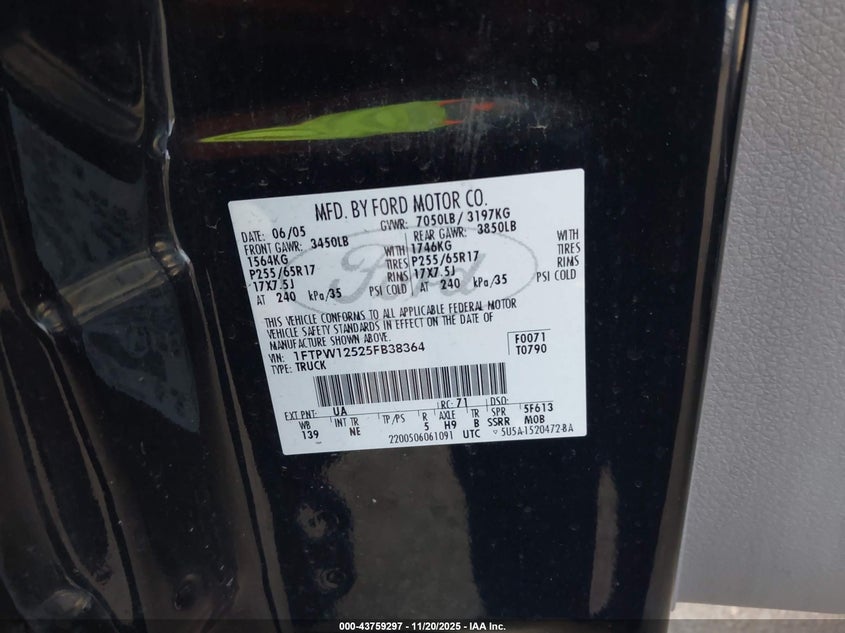 MFD. BY FORD MOTOR CO.
DATE: 06/05 GVWR: 7050LB/ 3197KG
FRONT GAWR: 3450LB REAR GAWR: 3850LB
1564KG WITH 1746KG WITH
P255/65R17 TIRES P255/65R17 TIRES
17X7.5J RIMS 17X7.5J RIMS
AT 240 kPa/35 PSI COLD AT 240 kPa/35 PSI COLD
Ford
THIS VEHICLE CONFORMS TO ALL APPLICABLE FEDERAL MOTOR
VEHICLE SAFETY STANDARDS IN EFFECT ON THE DATE OF
MANUFACTURE SHOWN ABOVE.
VIN: 1FTPW12525FB38364 F0071
TYPE: TRUCK T0790
EXT PNT: UA RC: 71 DSO:
WB INT TR TP/PS R AXLE TR SPR 5F613
139 NE 5 H9 B SSRR MOB
2200506061091 UTC 5U5A-1520472-BA
000-43759297 - 11/20/2025 - IAA Inc.